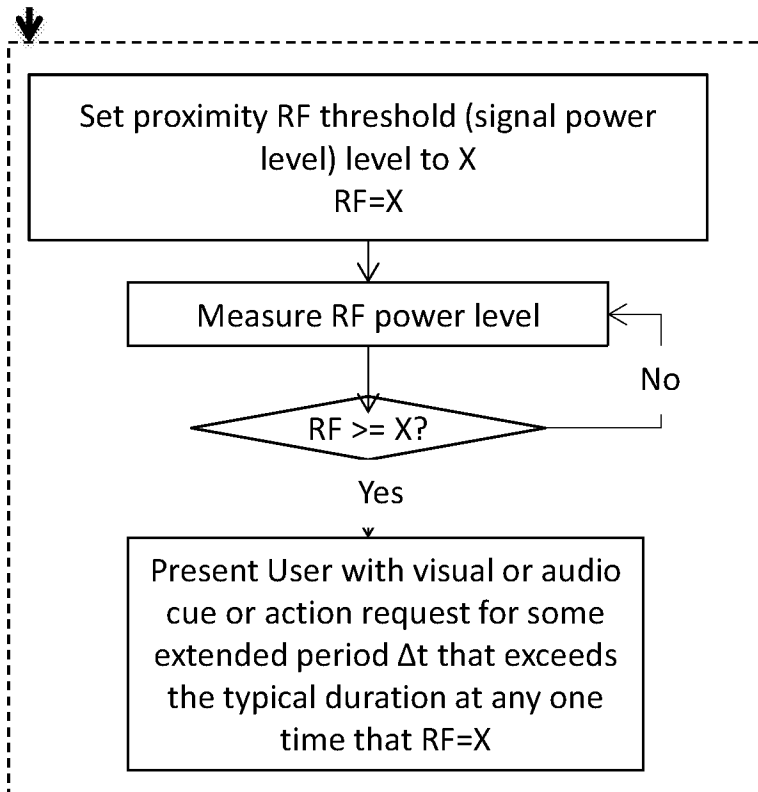 Set proximity RF threshold (signal power
level) level to X
RF=X
Measure RF power level
No
RF >= X?
Yes
Present User with visual or audio
cue or action request for some
extended period Δt that exceeds
the typical duration at any one
time that RF=X